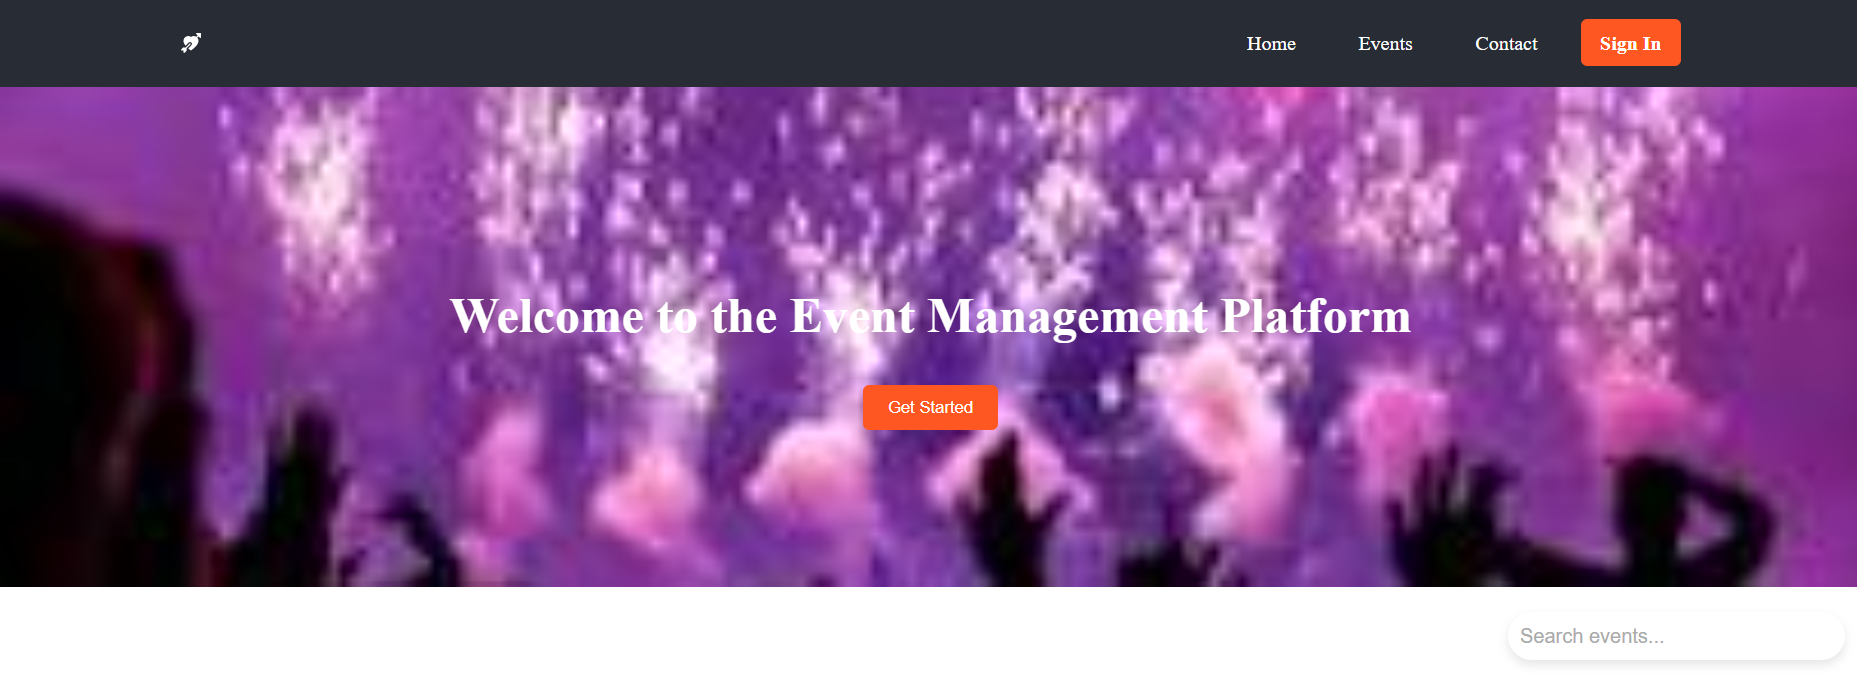 Home Events Contact Sign In
Welcome to the Event Management Platform
Get Started
Search events...